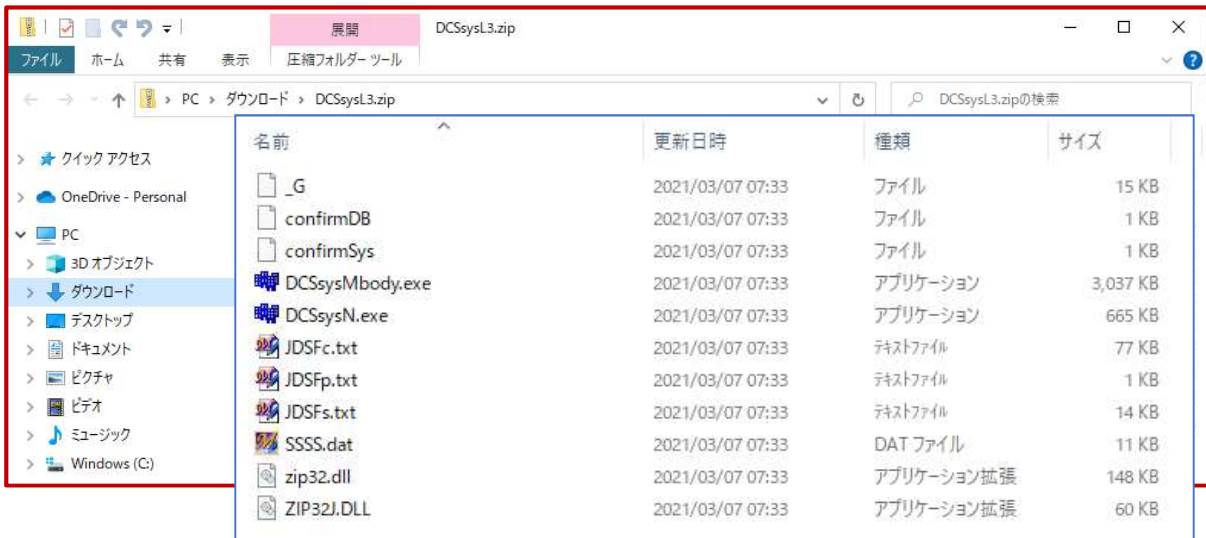 展開 DCSsysL3.zip
ファイル ホーム 共有 表示 圧縮フォルダー ツール
PC ダウンロード DCSsysL3.zip DCSsysL3.zipの検索
クイック アクセス
OneDrive - Personal
PC
3D オブジェクト
ダウンロード
デスクトップ
ドキュメント
ピクチャ
ビデオ
ミュージック
Windows (C:)
名前 更新日時 種類 サイズ
_G 2021/03/07 07:33 ファイル 15 KB
confirmDB 2021/03/07 07:33 ファイル 1 KB
confirmSys 2021/03/07 07:33 ファイル 1 KB
DCSsysMbody.exe 2021/03/07 07:33 アプリケーション 3,037 KB
DCSsysN.exe 2021/03/07 07:33 アプリケーション 665 KB
JDSFc.txt 2021/03/07 07:33 テキストファイル 77 KB
JDSFp.txt 2021/03/07 07:33 テキストファイル 1 KB
JDSFs.txt 2021/03/07 07:33 テキストファイル 14 KB
SSSS.dat 2021/03/07 07:33 DAT ファイル 11 KB
zip32.dll 2021/03/07 07:33 アプリケーション拡張 148 KB
ZIP32J.DLL 2021/03/07 07:33 アプリケーション拡張 60 KB